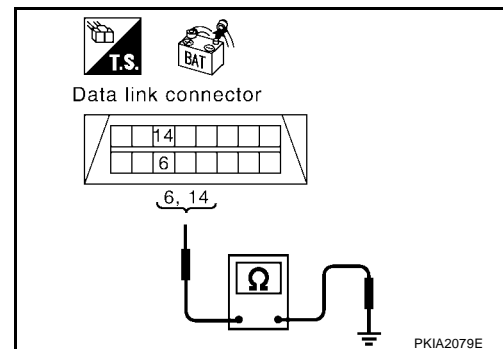 T.S.
BAT
Data link connector
14
6
6, 14
Ω
PKIA2079E